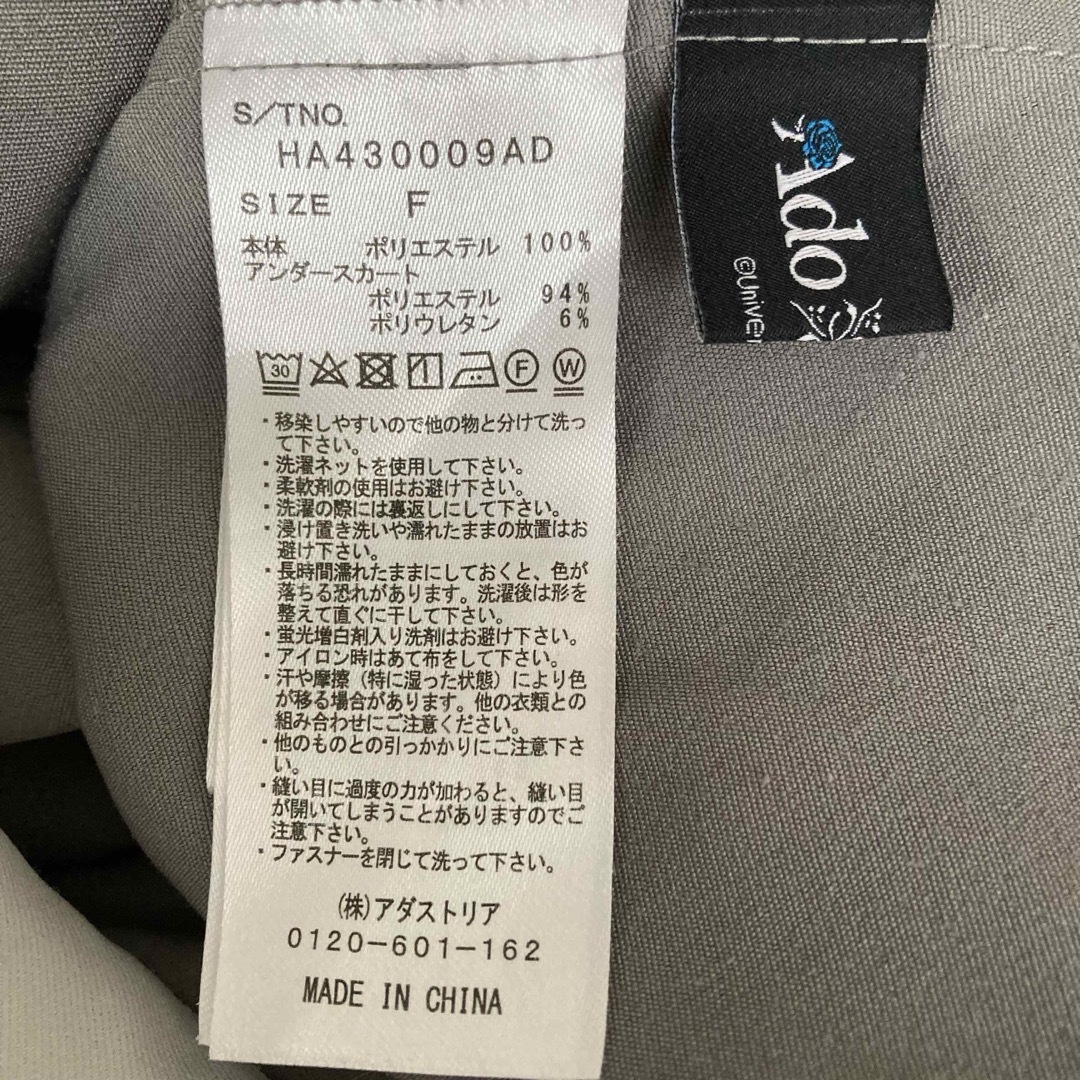 S/TNO.
HA430009AD
SIZE F
本体 ポリエステル 100%
アンダースカート
ポリエステル 94%
ポリウレタン 6%
30 F W
・移染しやすいので他の物と分けて洗っ
て下さい。
・洗濯ネットを使用して下さい。
・柔軟剤の使用はお避け下さい。
・洗濯の際には裏返しにして下さい。
・浸け置き洗いや濡れたままの放置はお
避け下さい。
・長時間濡れたままにしておくと、色が
落ちる恐れがあります。洗濯後は形を
整えて直ぐに干して下さい。
・蛍光増白剤入り洗剤はお避け下さい。
・アイロン時はあて布をして下さい。
・汗や摩擦（特に湿った状態）により色
が移る場合があります。他の衣類との
組み合わせにご注意ください。
・他のものとの引っかかりにご注意下さ
い。
・縫い目に過度の力が加わると、縫い目
が開いてしまうことがありますのでご
注意下さい。
・ファスナーを閉じて洗って下さい。
(株)アダストリア
0120-601-162
MADE IN CHINA
Ado